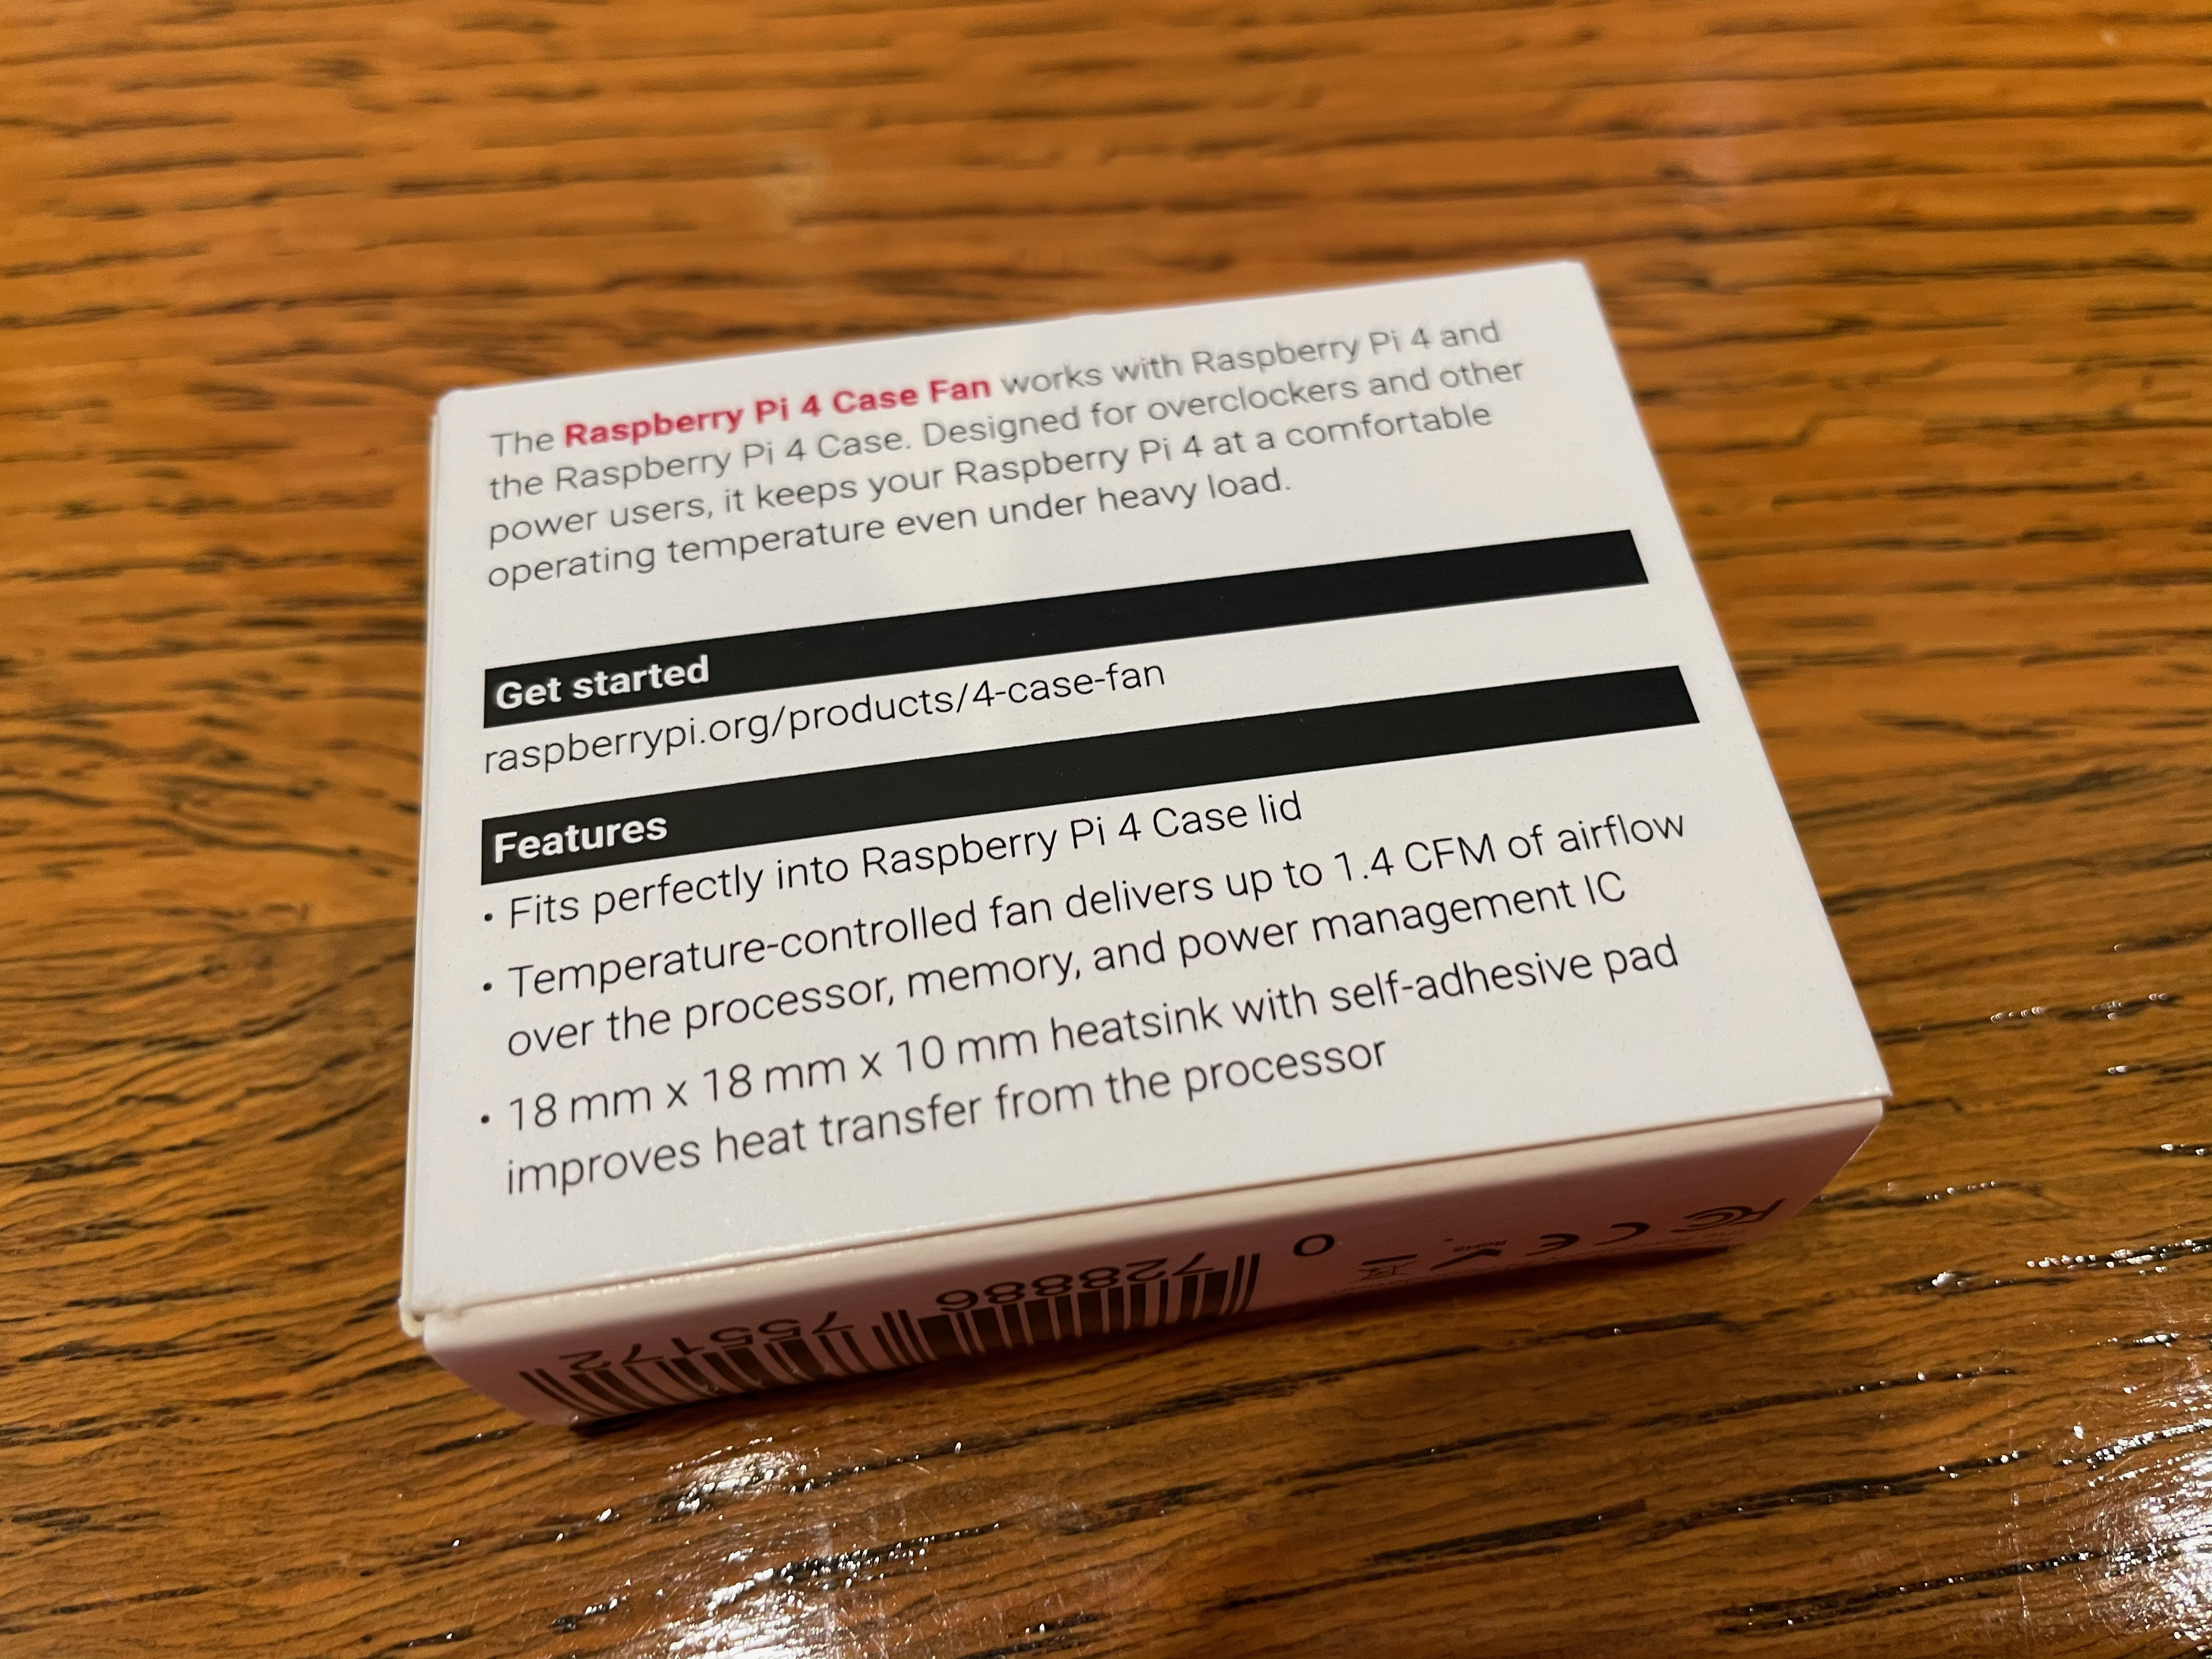 The Raspberry Pi 4 Case Fan works with Raspberry Pi 4 and
the Raspberry Pi 4 Case. Designed for overclockers and other
power users, it keeps your Raspberry Pi 4 at a comfortable
operating temperature even under heavy load.
Get started
raspberrypi.org/products/4-case-fan
Features
• Fits perfectly into Raspberry Pi 4 Case lid
• Temperature-controlled fan delivers up to 1.4 CFM of airflow
over the processor, memory, and power management IC
• 18 mm x 18 mm x 10 mm heatsink with self-adhesive pad
improves heat transfer from the processor
0 728886 755172
FC CE RoHS